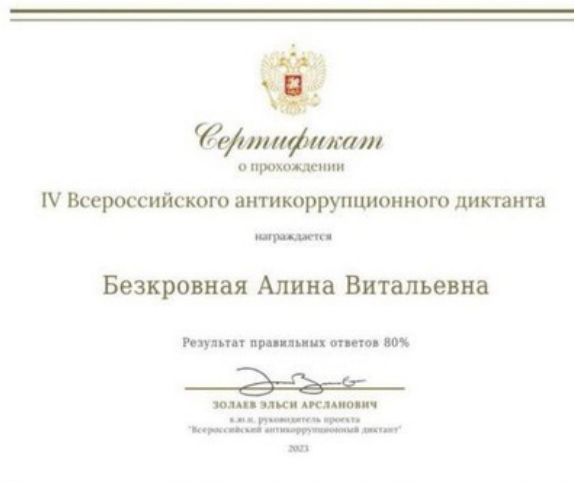 Сертификат
о прохождении
IV Всероссийского антикоррупционного диктанта
награждается
Безкровная Алина Витальевна
Результат правильных ответов 80%
ЗОЛАЕВ ЭЛЬСИ АРСЛАНОВИЧ
к.ю.н, руководитель проекта
"Всероссийский антикоррупционный диктант"
2023